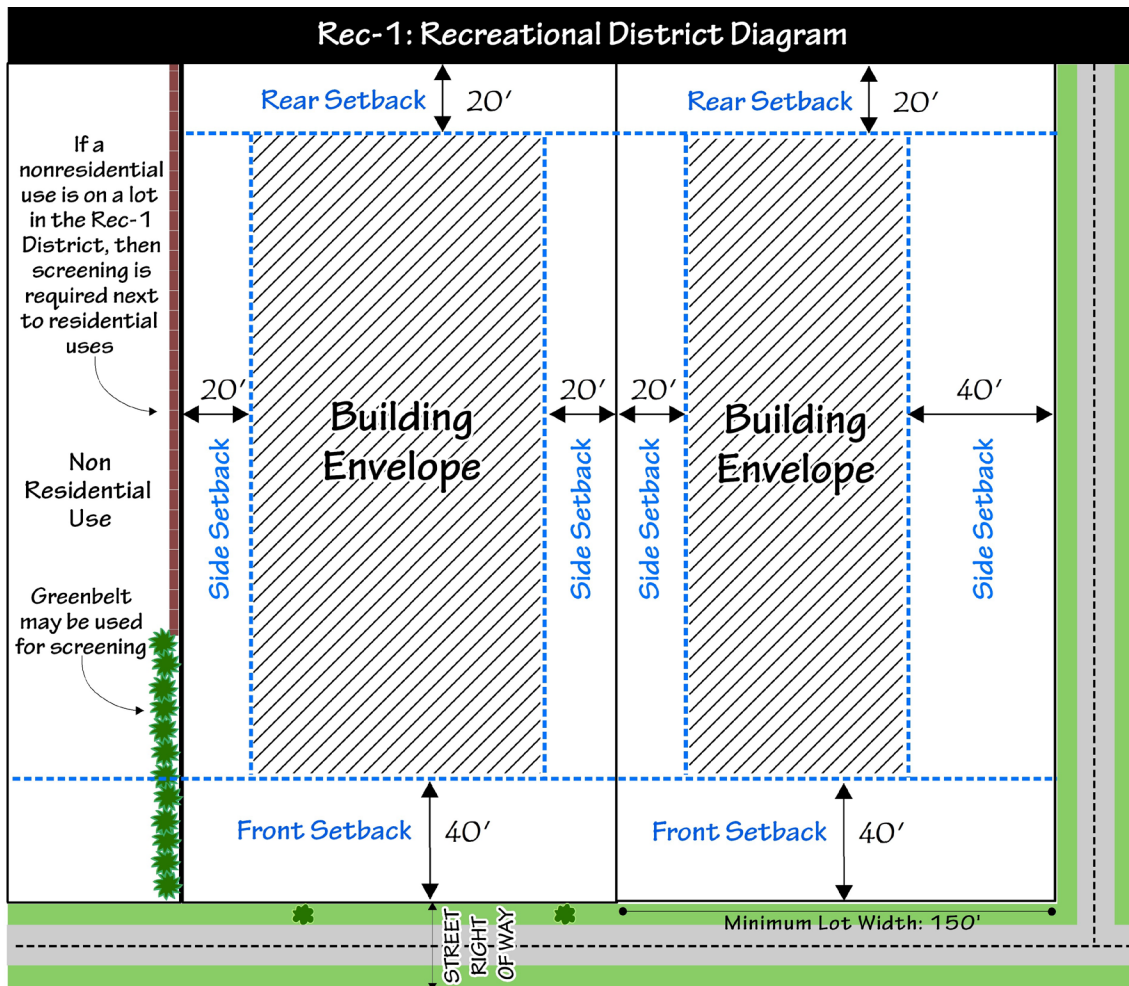 Rec-1: Recreational District Diagram
Rear Setback 20'
Rear Setback 20'
If a
nonresidential
use is on a lot
in the Rec-1
District, then
screening is
required next
to residential
uses
20'
20'
20'
40'
Building
Envelope
Building
Envelope
Side Setback
Side Setback
Side Setback
Side Setback
Non
Residential
Use
Greenbelt
may be used
for screening
Front Setback 40'
Front Setback 40'
Minimum Lot Width: 150'
STREET
RIGHT
OF WAY